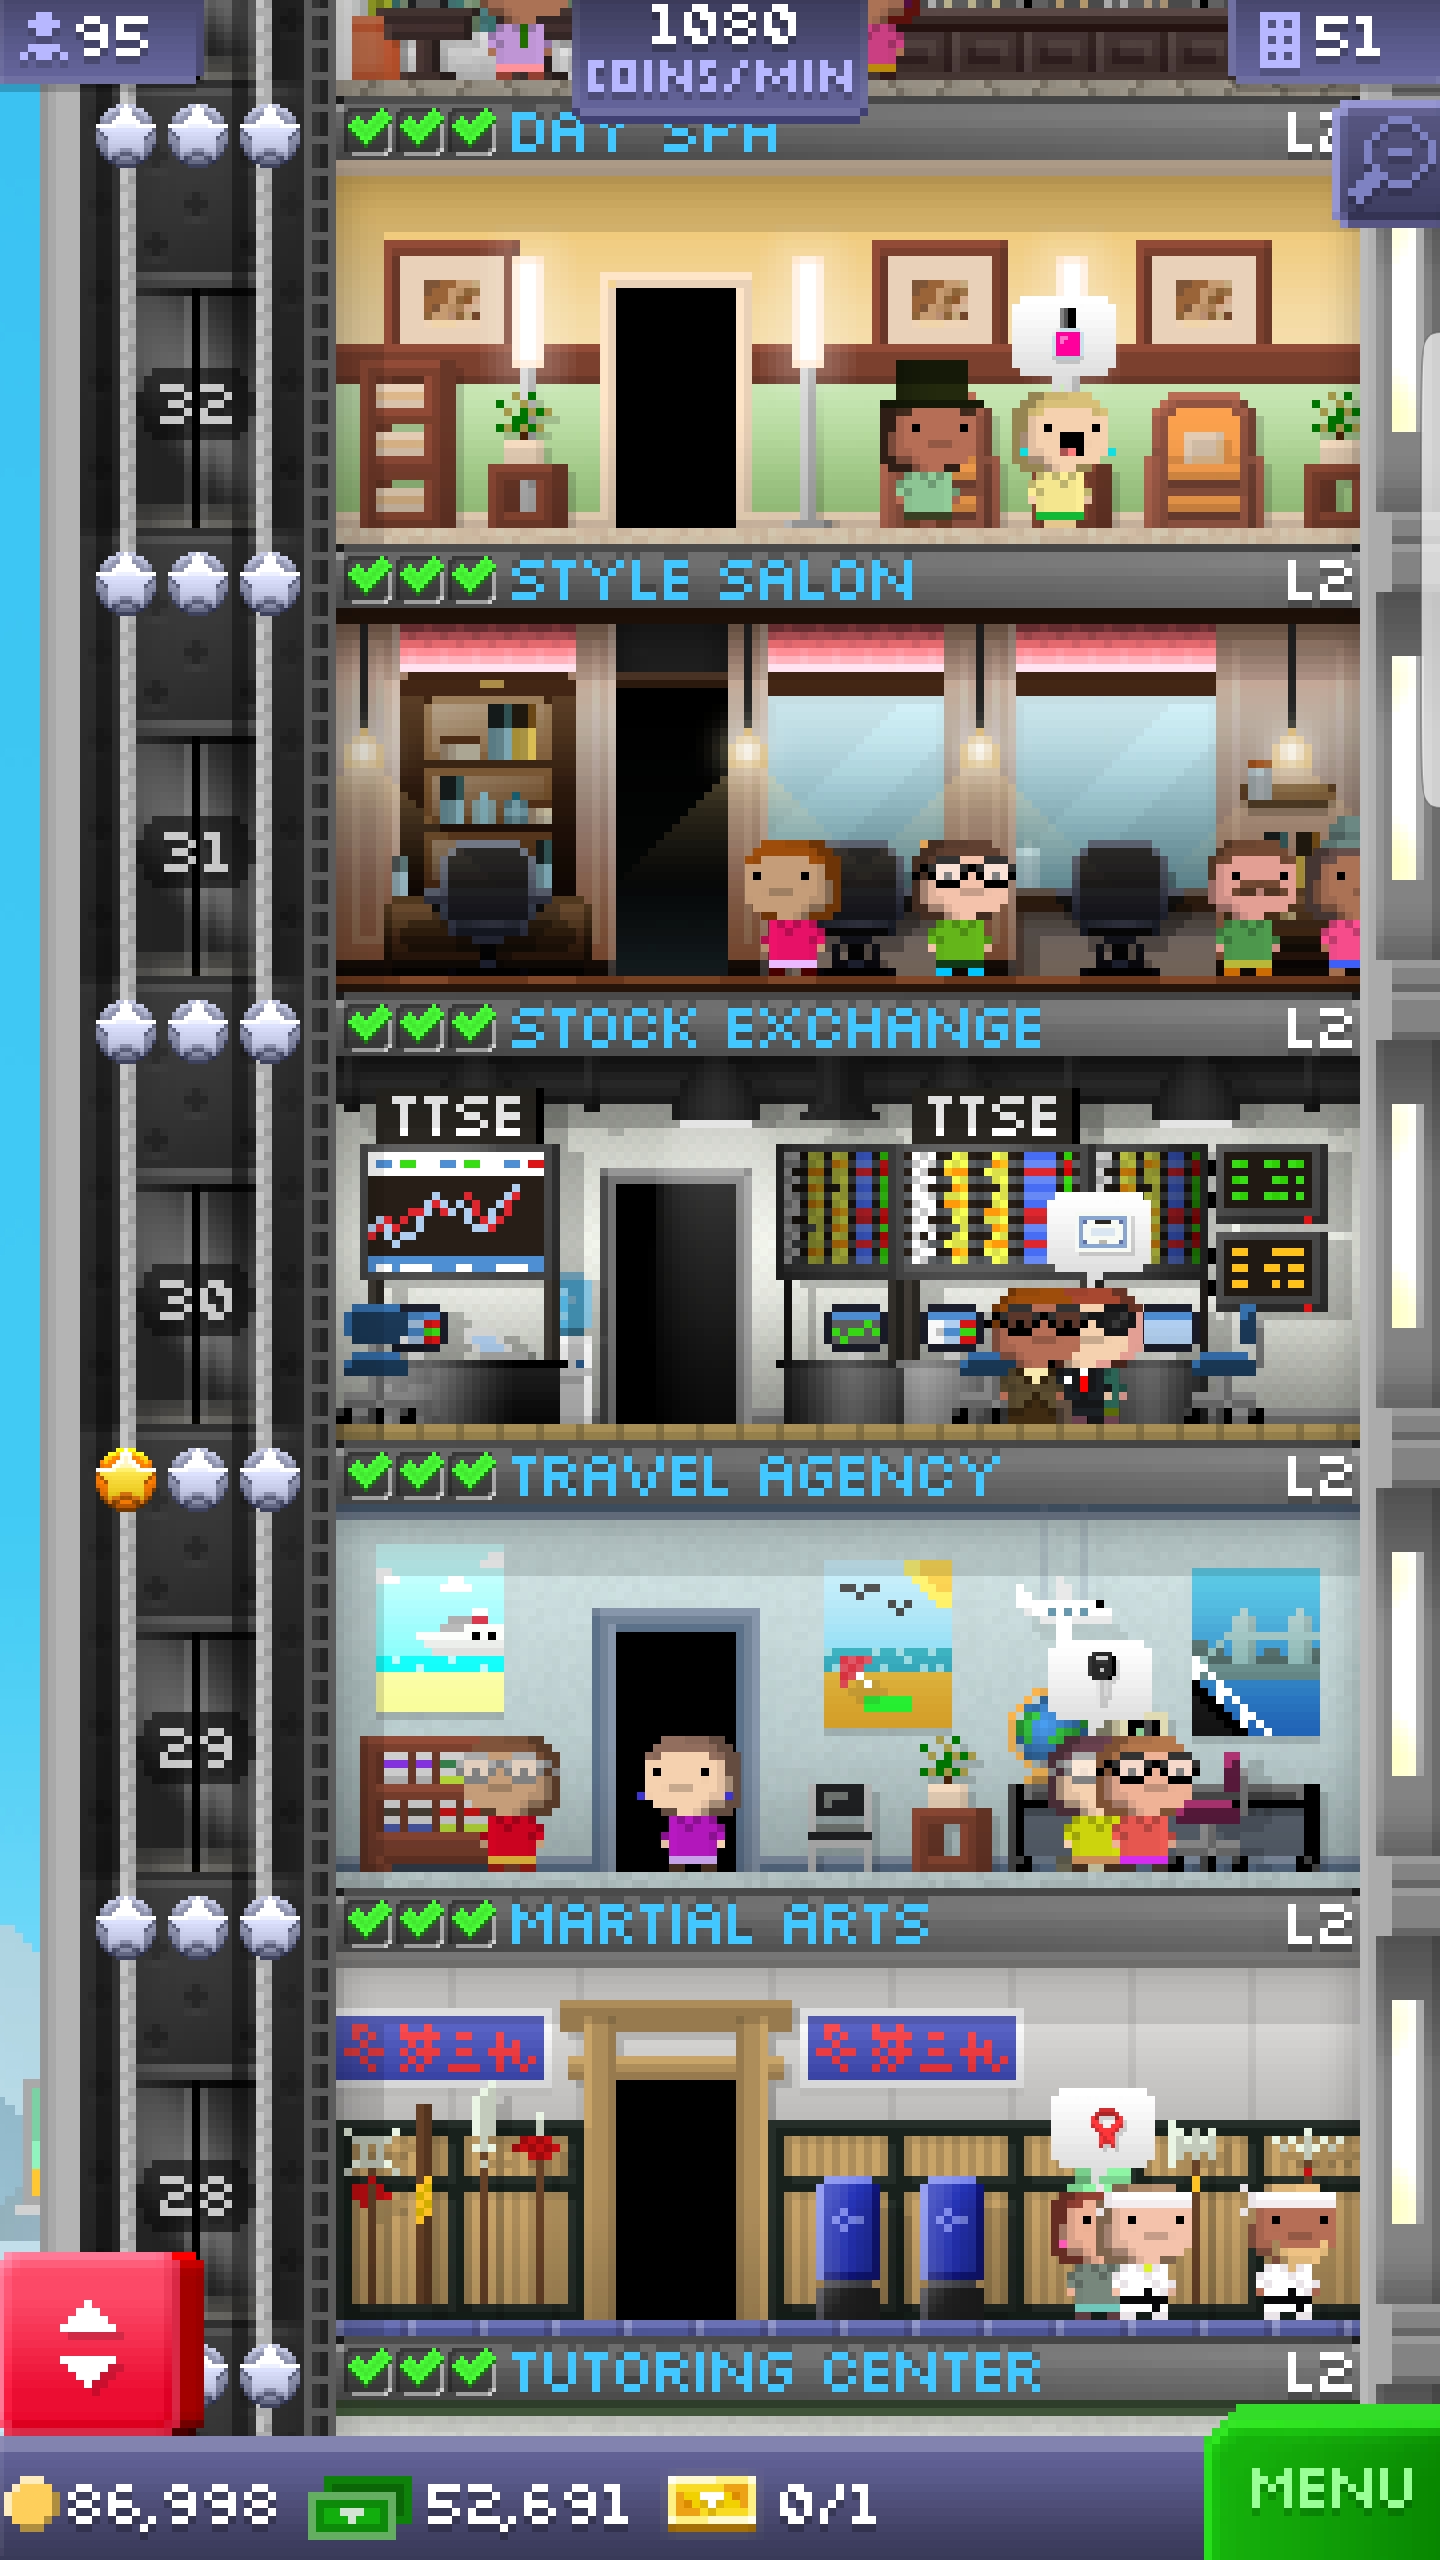 95
1080
COINS/MIN
51
DAY SPA
32
STYLE SALON L2
31
STOCK EXCHANGE L2
TTSE TTSE
30
TRAVEL AGENCY L2
29
MARTIAL ARTS L2
28
TUTORING CENTER L2
86,998 52,691 0/1 MENU